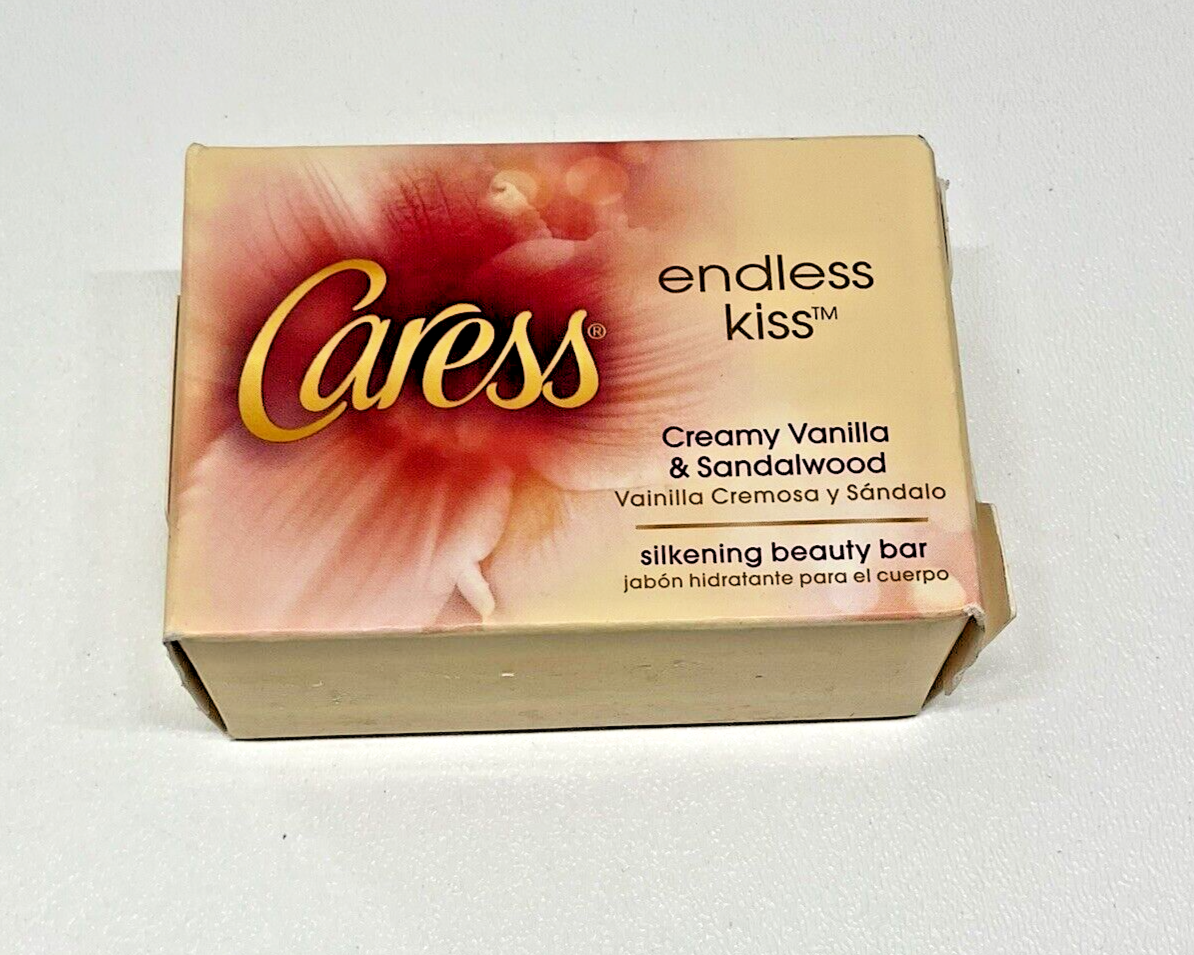 Caress®
endless
kiss™
Creamy Vanilla
& Sandalwood
Vainilla Cremosa y Sándalo
silkening beauty bar
jabón hidratante para el cuerpo